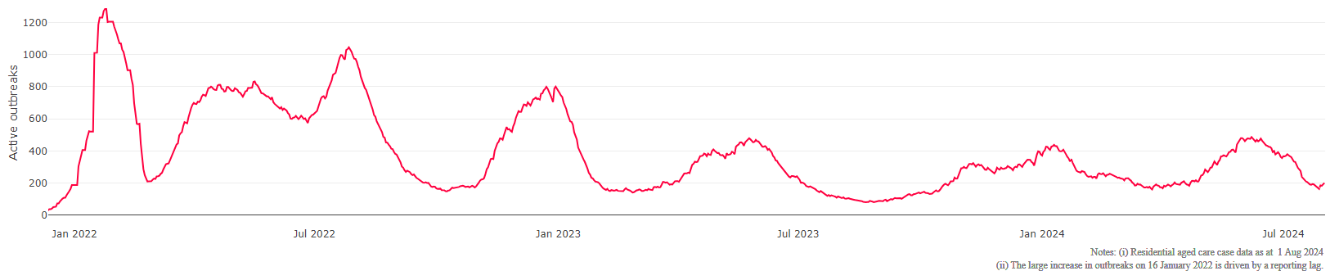 1200
1000
800
600
400
200
0
Active outbreaks
Jan 2022 Jul 2022 Jan 2023 Jul 2023 Jan 2024 Jul 2024
Notes: (i) Residential aged care case data as at 1 Aug 2024
(ii) The large increase in outbreaks on 16 January 2022 is driven by a reporting lag.